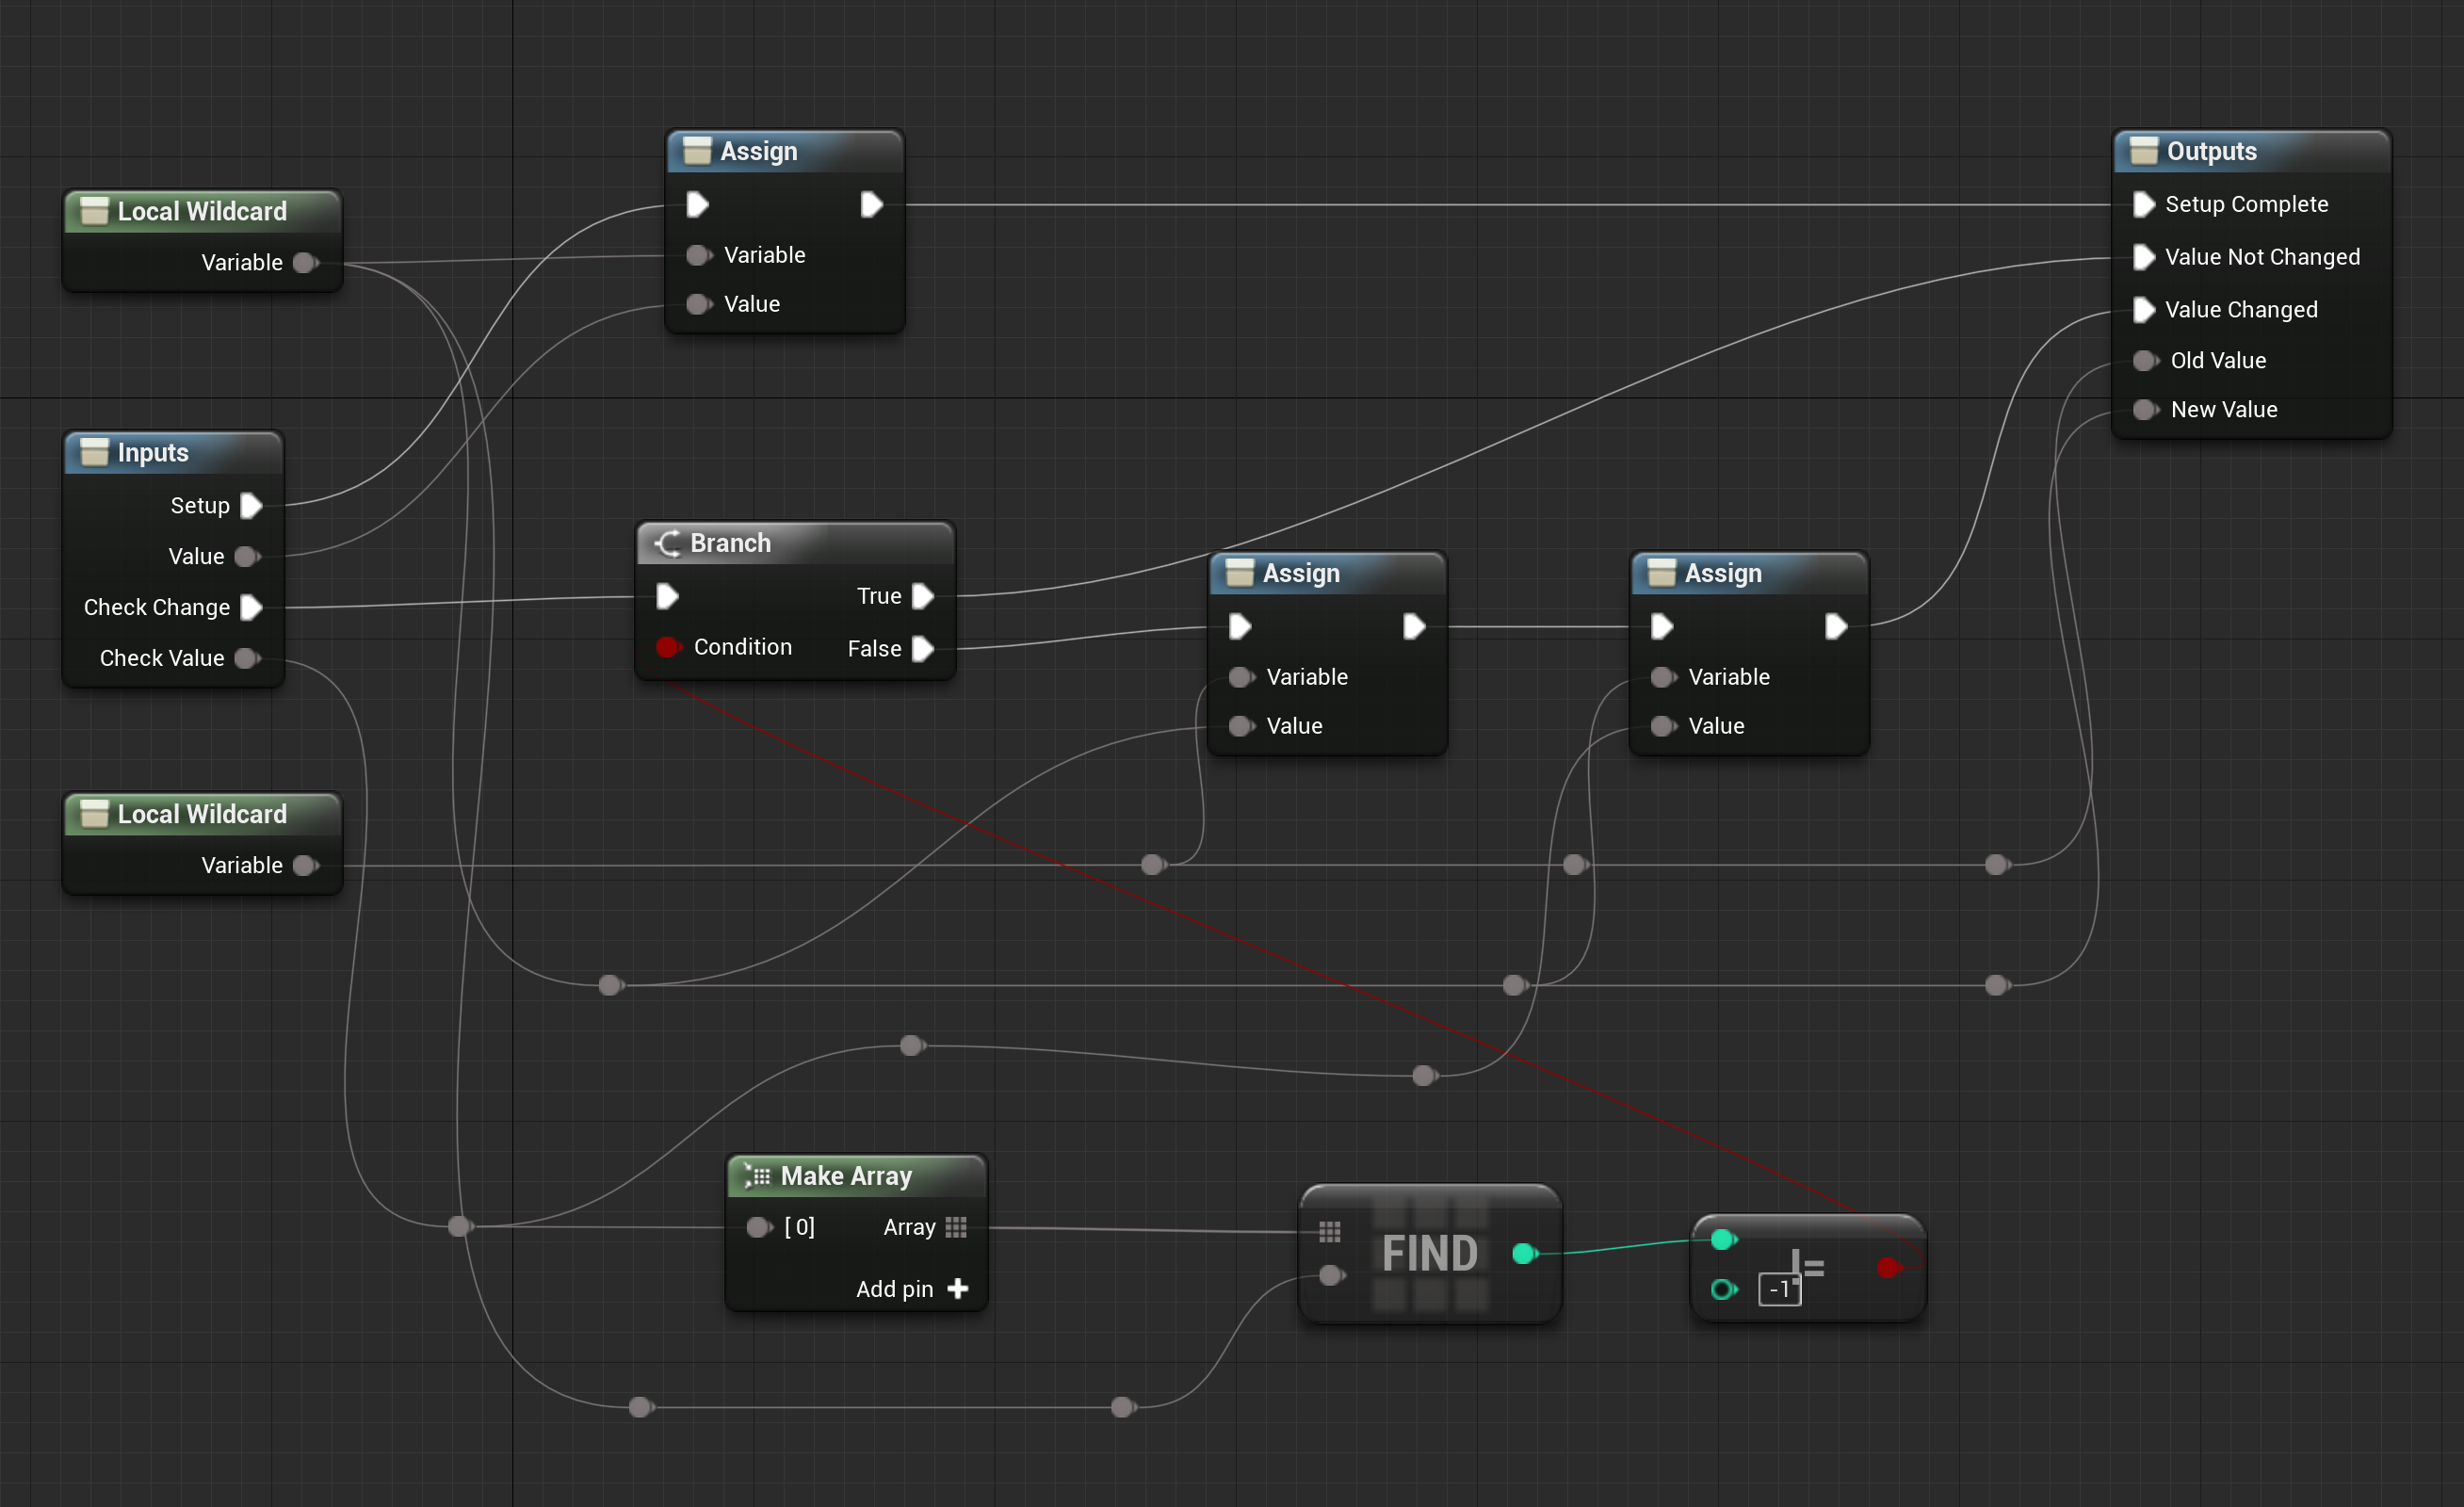 Assign
Variable
Value
Local Wildcard
Variable
Outputs
Setup Complete
Value Not Changed
Value Changed
Old Value
New Value
Inputs
Setup
Value
Check Change
Check Value
Branch
True
Condition
False
Assign
Variable
Value
Assign
Variable
Value
Local Wildcard
Variable
Make Array
[ 0] Array
Add pin
FIND
!=
-1